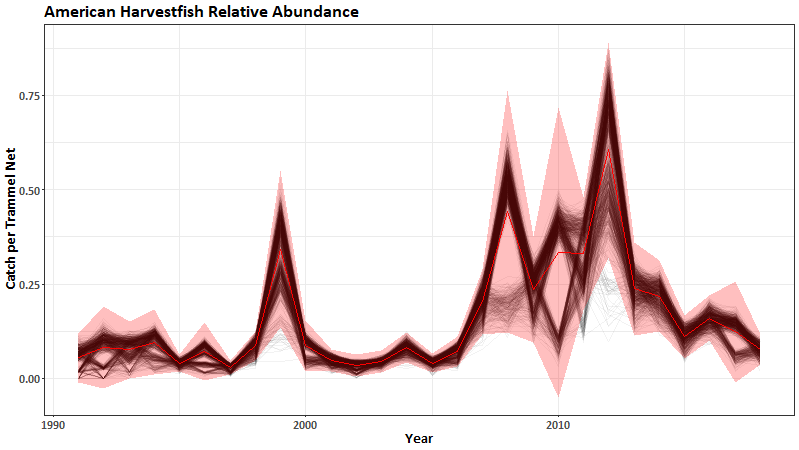 American Harvestfish Relative Abundance
Catch per Trammel Net
0.75
0.50
0.25
0.00
1990
2000
2010
Year